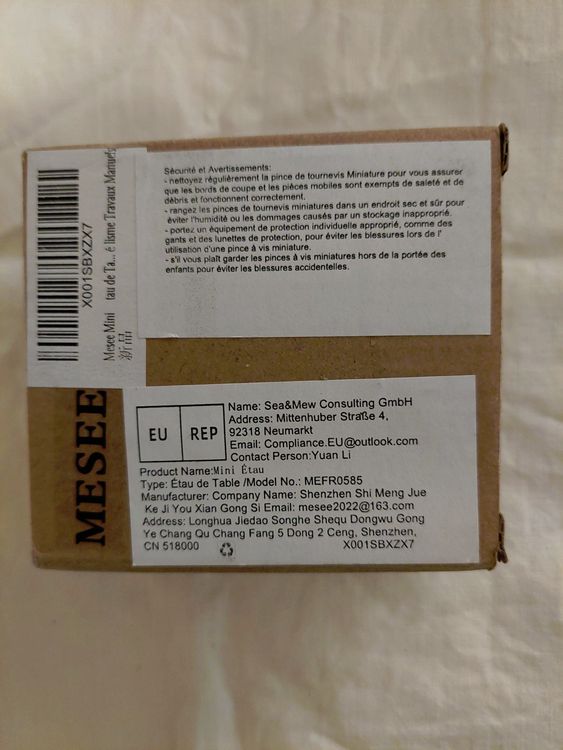 Sécurité et Avertissements:
- nettoyez régulièrement la pince de tournevis Miniature pour vous assurer
que les bords de coupe et les pièces mobiles sont exempts de saleté et de
débris et fonctionnent correctement.
- rangez les pinces de tournevis miniatures dans un endroit sec et sûr pour
éviter l'humidité ou les dommages causés par un stockage inapproprié.
- portez un équipement de protection individuelle approprié, comme des
gants et des lunettes de protection, pour éviter les blessures lors de l'
utilisation d'une pince à vis miniature.
- s'il vous plaît garder les pinces à vis miniatures hors de la portée des
enfants pour éviter les blessures accidentelles.
X001SBXZX7
Mesee Mini tau de Ta... é lisme Travaux Manuels
新品
MESEE
EU REP
Name: Sea&Mew Consulting GmbH
Address: Mittenhuber Straße 4,
92318 Neumarkt
Email: Compliance.EU@outlook.com
Contact Person:Yuan Li
Product Name:Mini Étau
Type: Étau de Table /Model No.: MEFR0585
Manufacturer: Company Name: Shenzhen Shi Meng Jue
Ke Ji You Xian Gong Si Email: mesee2022@163.com
Address: Longhua Jiedao Songhe Shequ Dongwu Gong
Ye Chang Qu Chang Fang 5 Dong 2 Ceng, Shenzhen,
CN 518000 X001SBXZX7